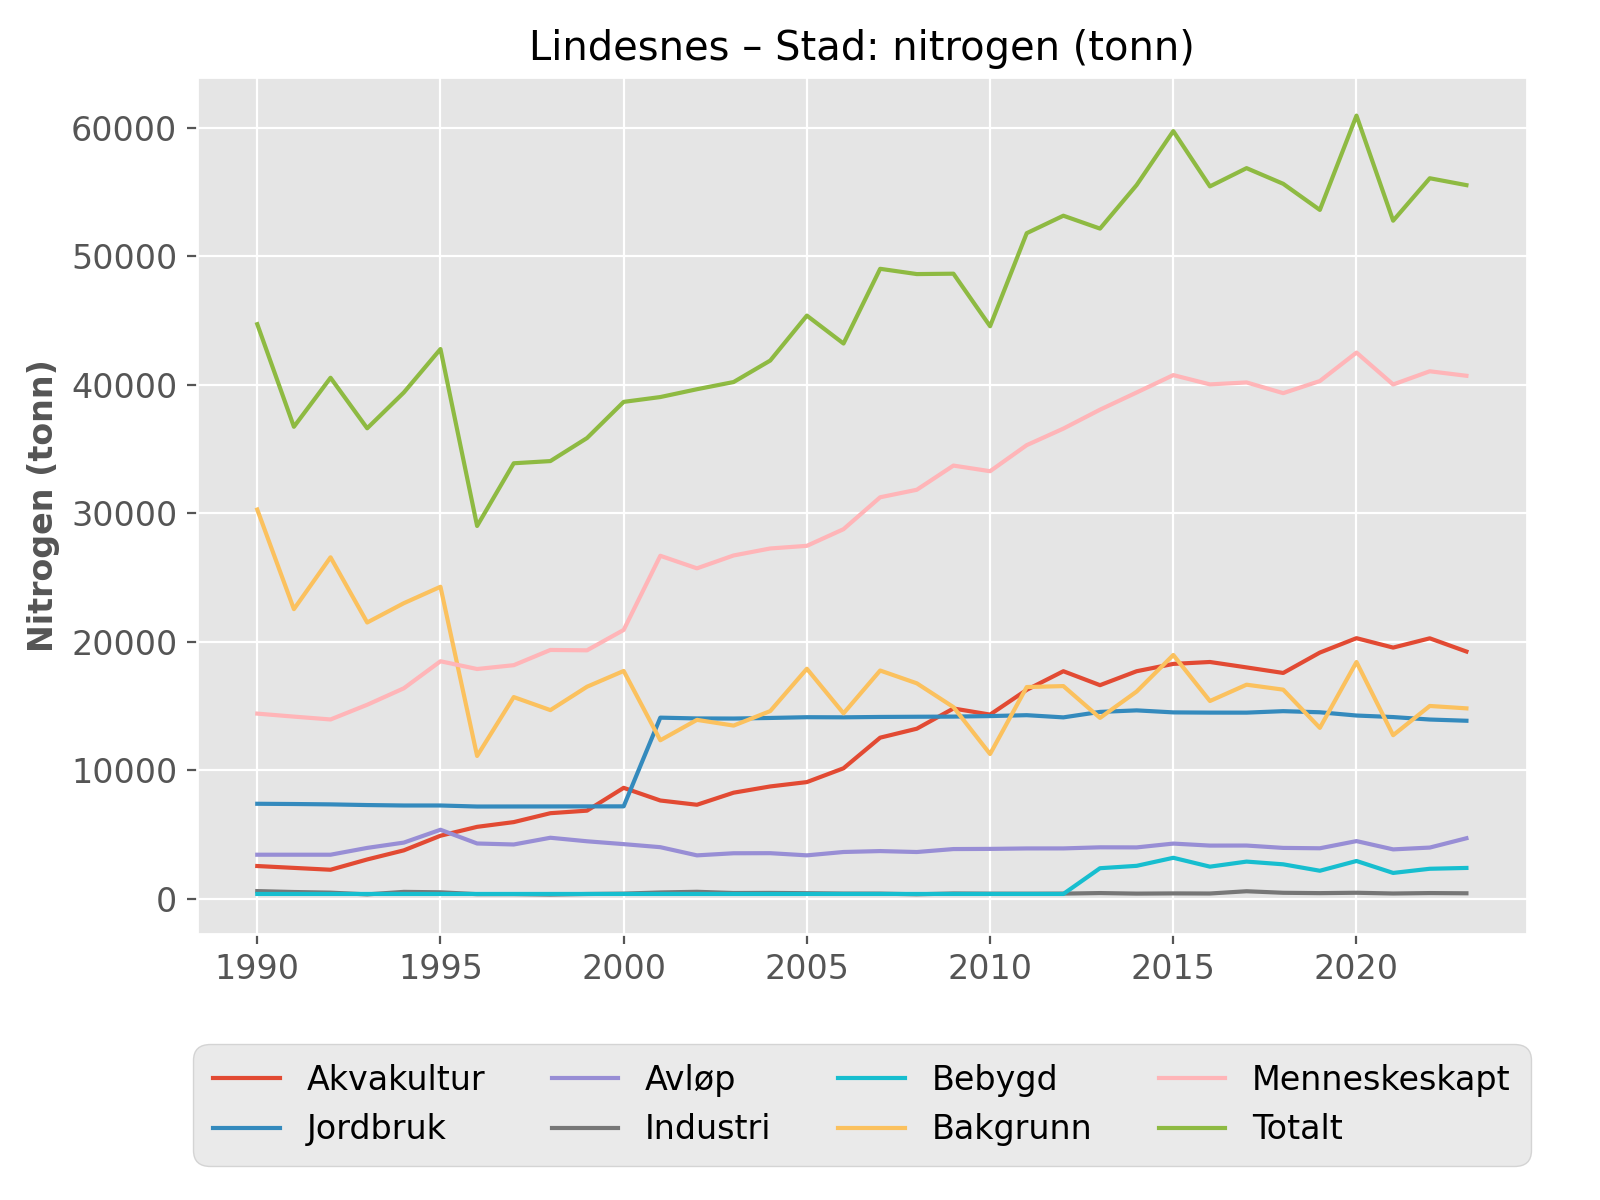 Lindesnes – Stad: nitrogen (tonn)
Nitrogen (tonn)
60000
50000
40000
30000
20000
10000
0
1990 1995 2000 2005 2010 2015 2020
Akvakultur Avløp Bebygd Menneskeskapt
Jordbruk Industri Bakgrunn Totalt